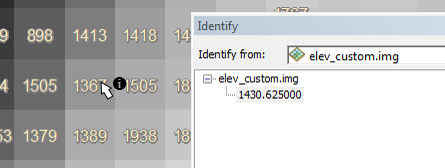 Identify
Identify from: elev_custom.img
898 1413 1418
elev_custom.img
1505 1367 1505
1430.625000
1379 1389 1938